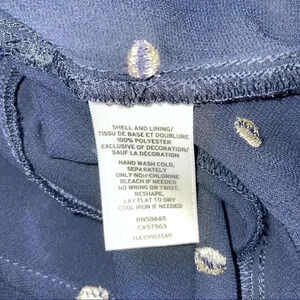 SHELL AND LINING/
TISSU DE BASE ET DOUBLURE
100% POLYESTER
EXCLUSIVE OF DECORATION/
SAUF LA DÉCORATION
HAND WASH COLD,
SEPARATELY
ONLY NON-CHLORINE
BLEACH IF NEEDED
NO WRING OR TWIST,
RESHAPE,
LAY FLAT TO DRY
COOL IRON IF NEEDED
RN58665
CA57963